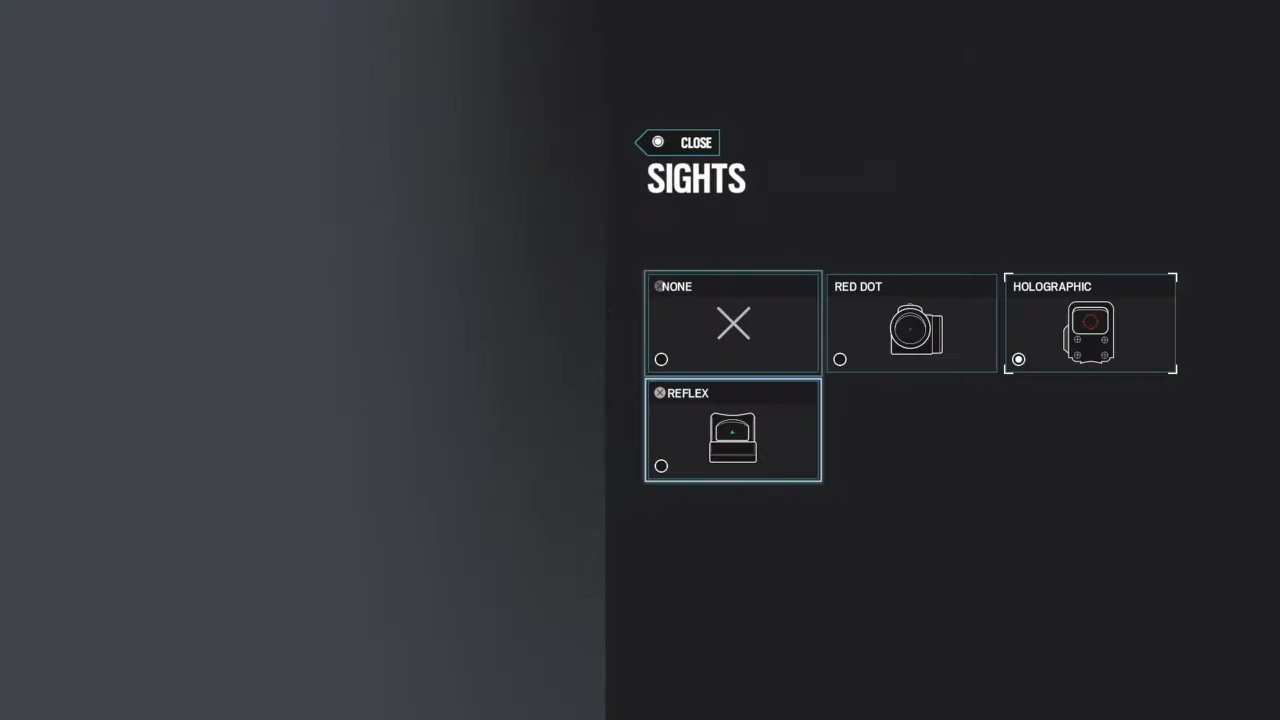 CLOSE
SIGHTS
NONE
RED DOT
HOLOGRAPHIC
REFLEX